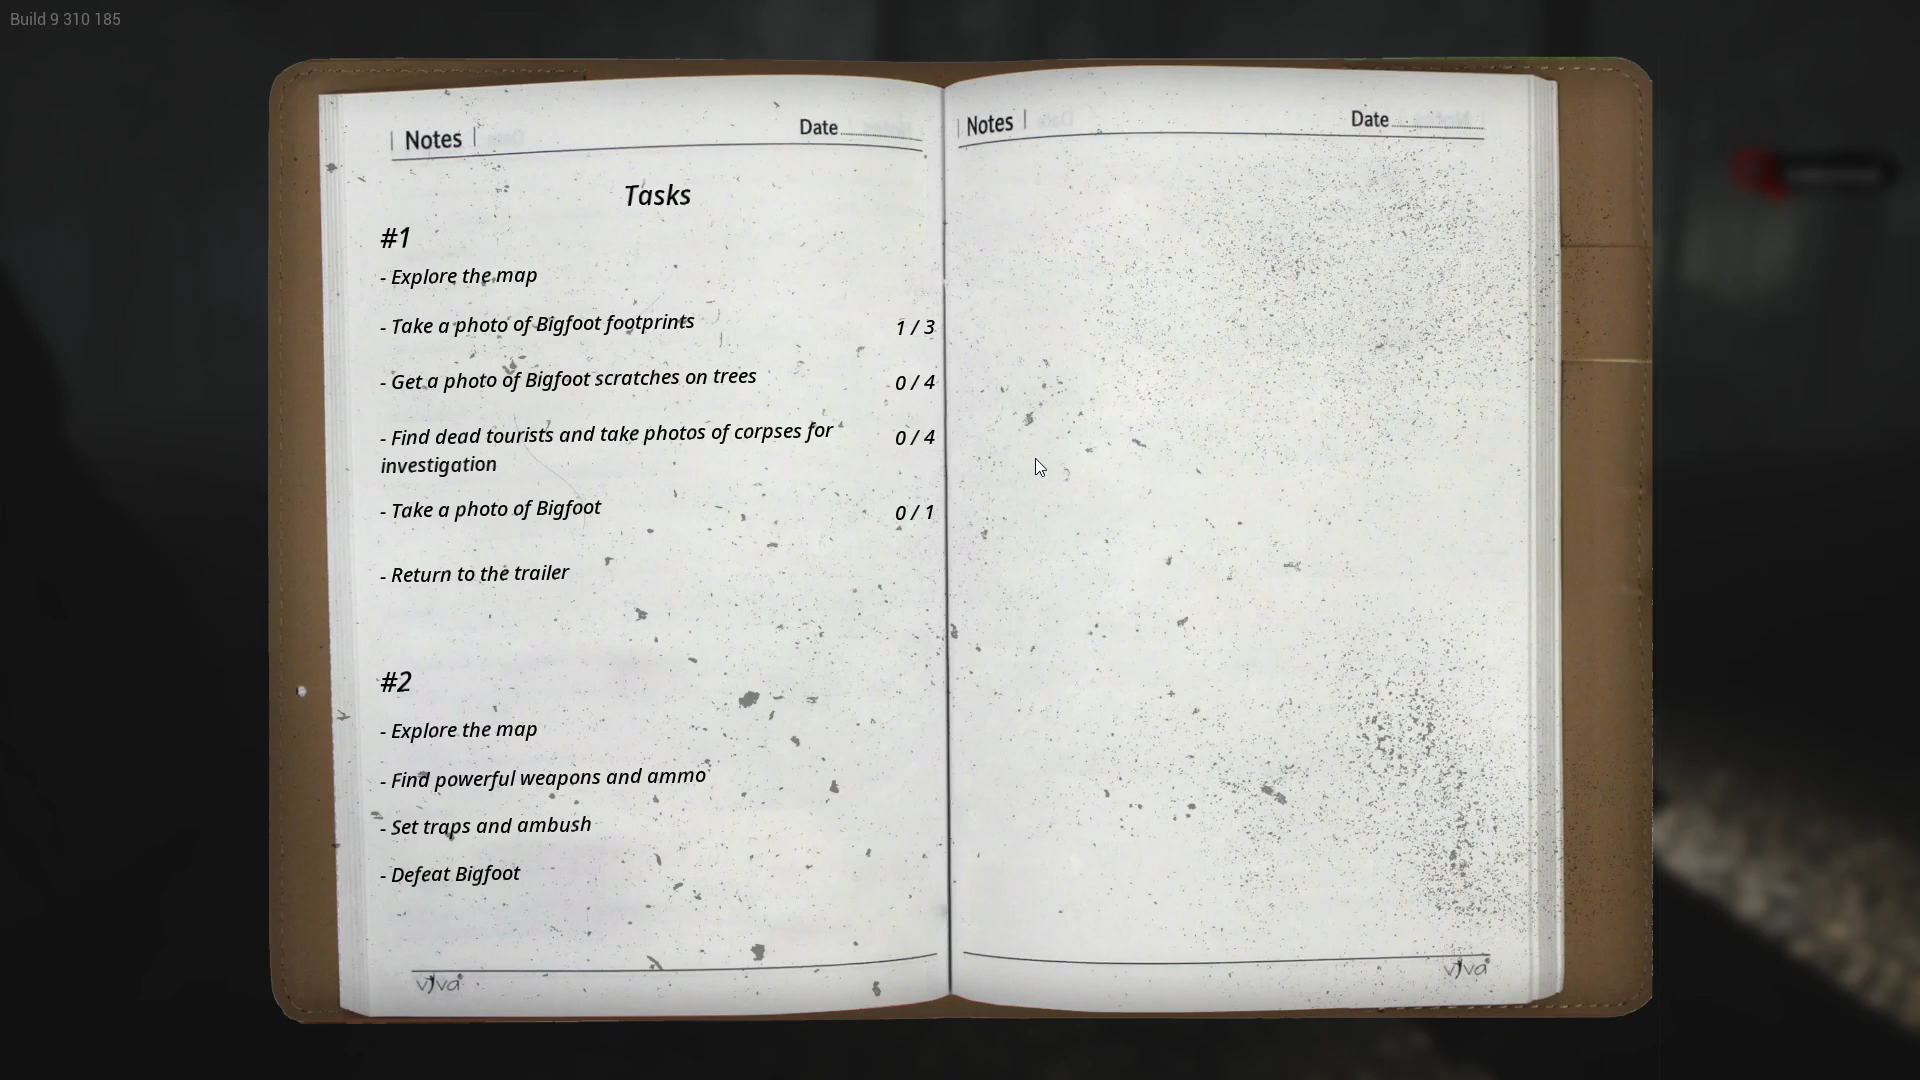 Build 9 310 185
Notes
Date
Notes
Date
Tasks
#1
- Explore the map
- Take a photo of Bigfoot footprints 1 / 3
- Get a photo of Bigfoot scratches on trees 0 / 4
- Find dead tourists and take photos of corpses for 0 / 4
investigation
- Take a photo of Bigfoot 0 / 1
- Return to the trailer
#2
- Explore the map
- Find powerful weapons and ammo
- Set traps and ambush
- Defeat Bigfoot
viva
viva